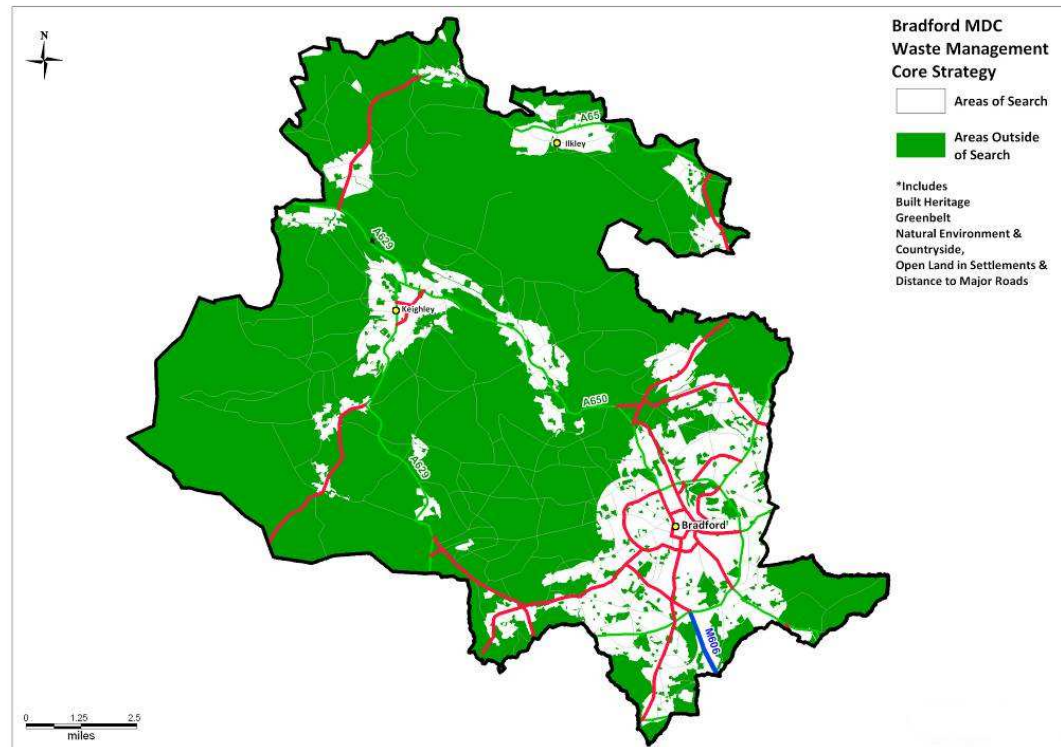 N
Bradford MDC
Waste Management
Core Strategy
Areas of Search
Areas Outside
of Search
*Includes
Built Heritage
Greenbelt
Natural Environment &
Countryside,
Open Land in Settlements &
Distance to Major Roads
A65
Ilkley
A629
Keighley
A650
A629
Bradford
M606
0 1.25 2.5
miles